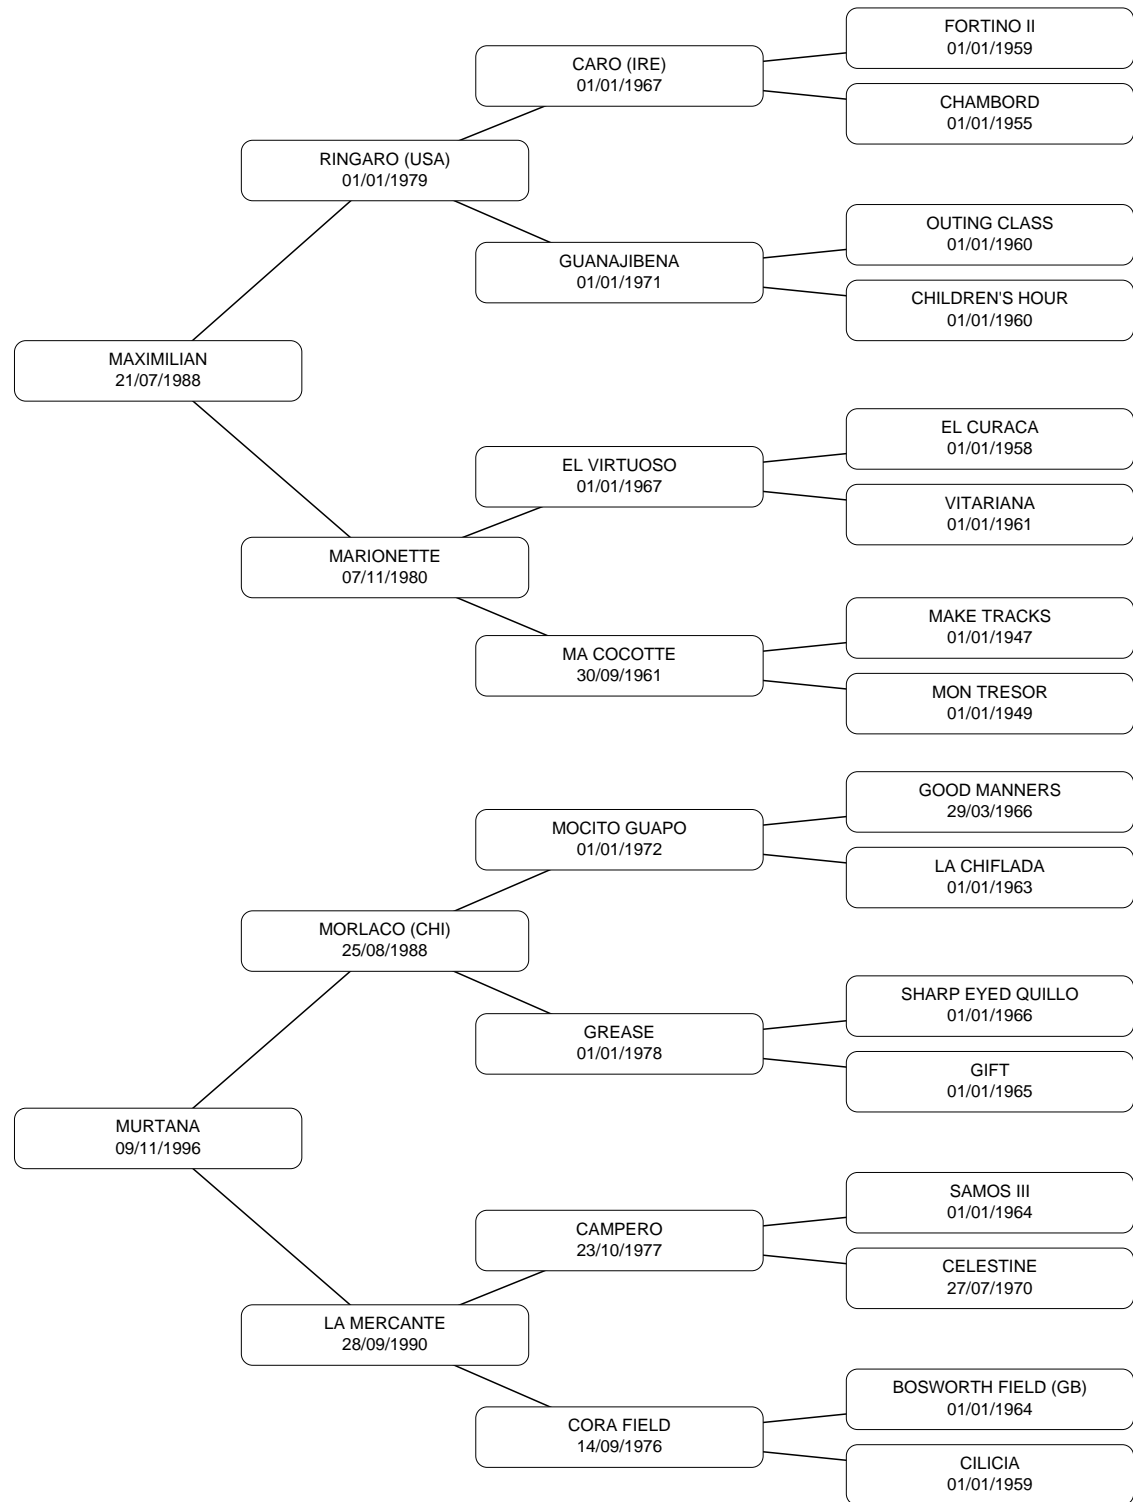 FORTINO II
01/01/1959
CARO (IRE)
01/01/1967
CHAMBORD
01/01/1955
RINGARO (USA)
01/01/1979
OUTING CLASS
01/01/1960
GUANAJIBENA
01/01/1971
CHILDREN'S HOUR
01/01/1960
MAXIMILIAN
21/07/1988
EL CURACA
01/01/1958
EL VIRTUOSO
01/01/1967
VITARIANA
01/01/1961
MARIONETTE
07/11/1980
MAKE TRACKS
01/01/1947
MA COCOTTE
30/09/1961
MON TRESOR
01/01/1949
GOOD MANNERS
29/03/1966
MOCITO GUAPO
01/01/1972
LA CHIFLADA
01/01/1963
MORLACO (CHI)
25/08/1988
SHARP EYED QUILLO
01/01/1966
GREASE
01/01/1978
GIFT
01/01/1965
MURTANA
09/11/1996
SAMOS III
01/01/1964
CAMPERO
23/10/1977
CELESTINE
27/07/1970
LA MERCANTE
28/09/1990
BOSWORTH FIELD (GB)
01/01/1964
CORA FIELD
14/09/1976
CILICIA
01/01/1959